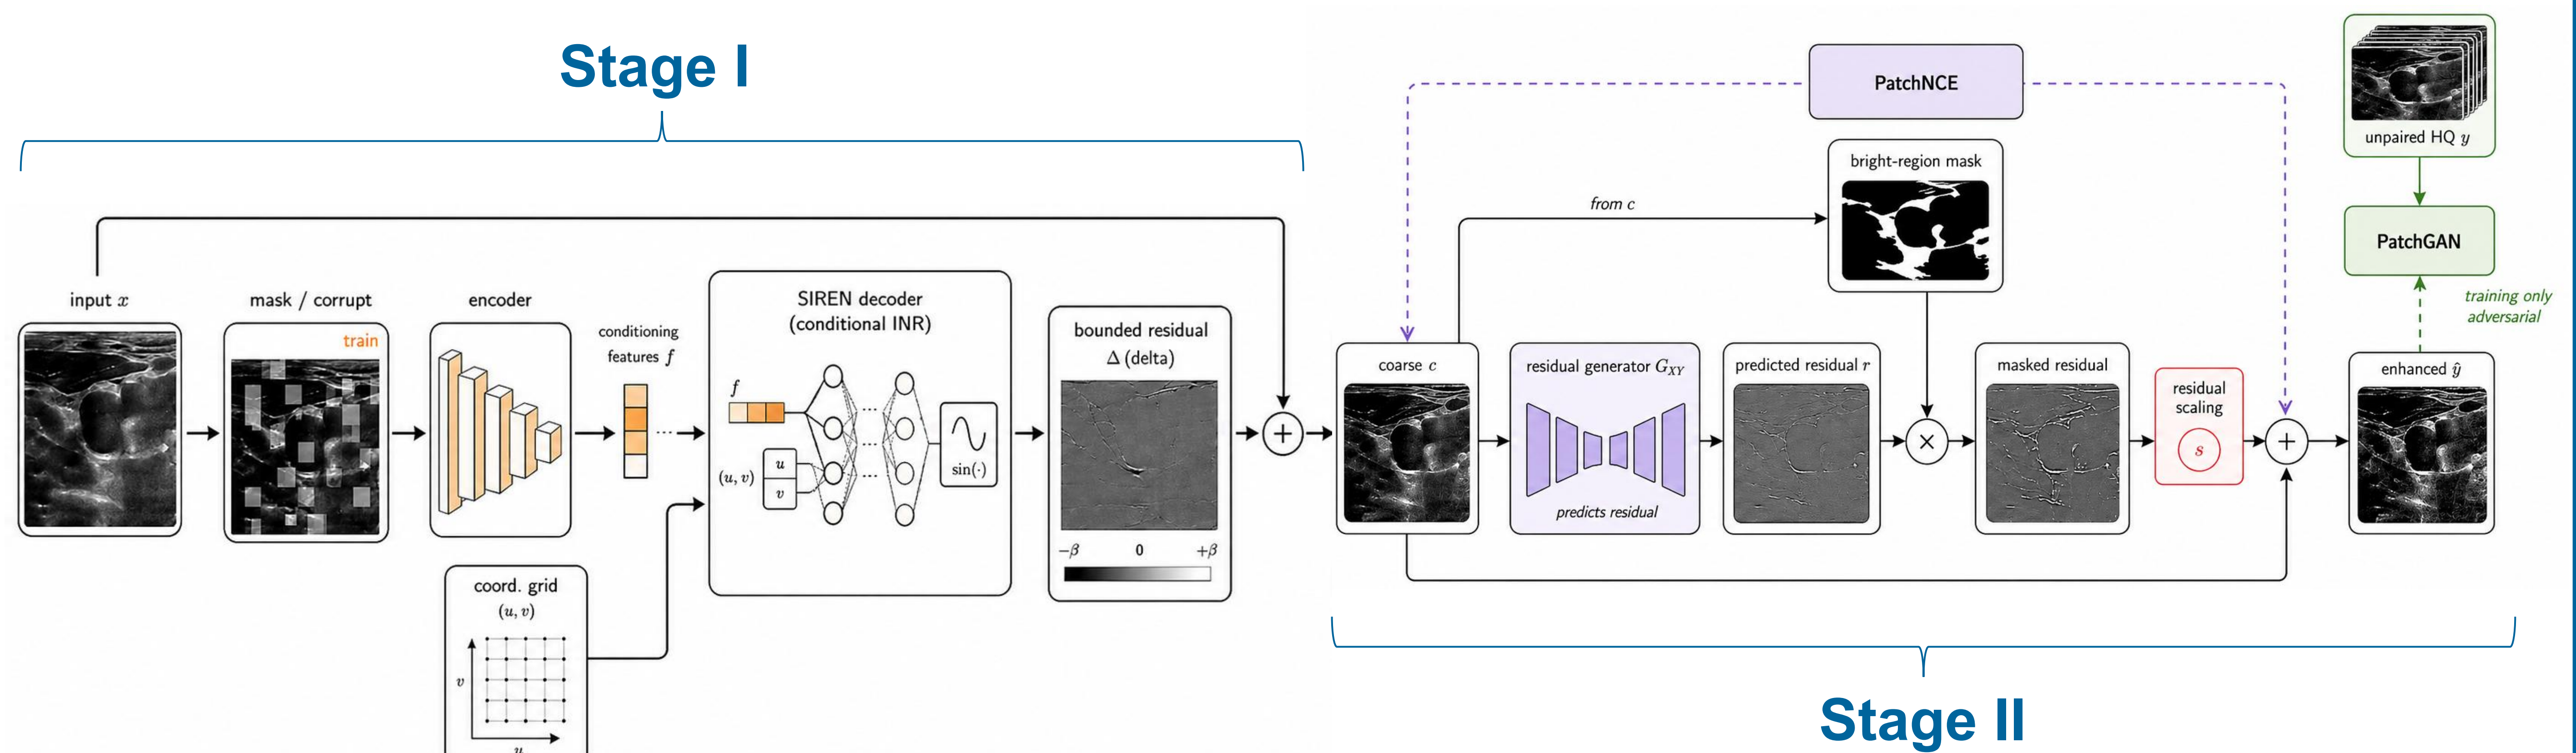 Stage I
input x
mask / corrupt
train
encoder
conditioning
features f
SIREN decoder
(conditional INR)
f
(u, v)
u
v
sin(·)
coord. grid
(u, v)
v
u
bounded residual
Δ (delta)
−β 0 +β
+
PatchNCE
bright-region mask
from c
coarse c
residual generator G_XY
predicts residual
predicted residual r
×
masked residual
residual
scaling
s
+
unpaired HQ y
PatchGAN
training only
adversarial
enhanced ŷ
Stage II